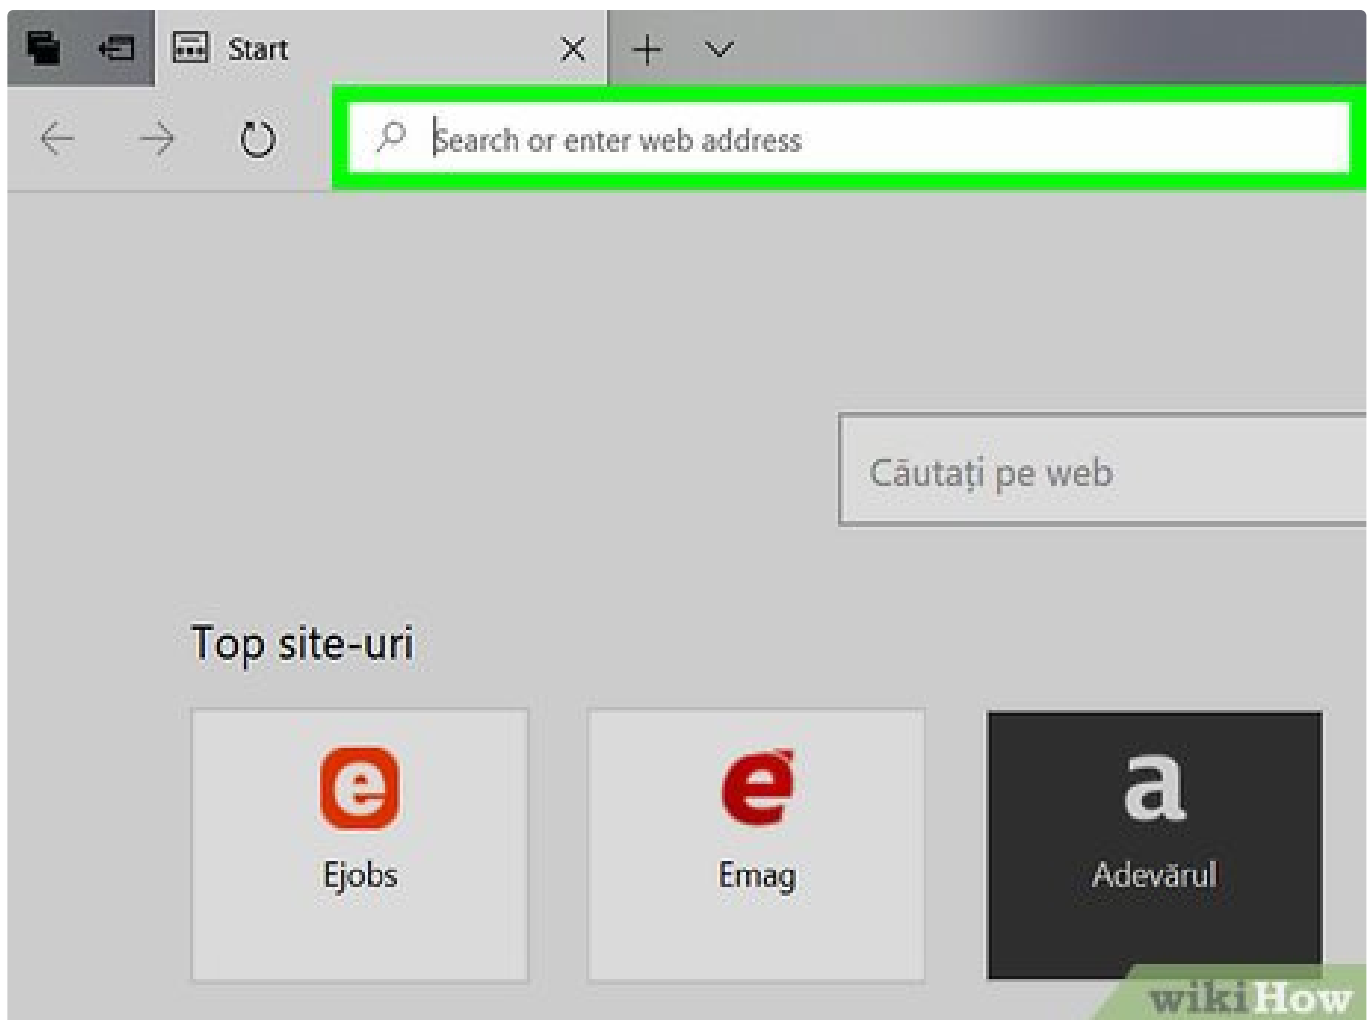 Start
Search or enter web address
Căutați pe web
Top site-uri
e
e
a
Ejobs
Emag
Adevărul
wikiHow